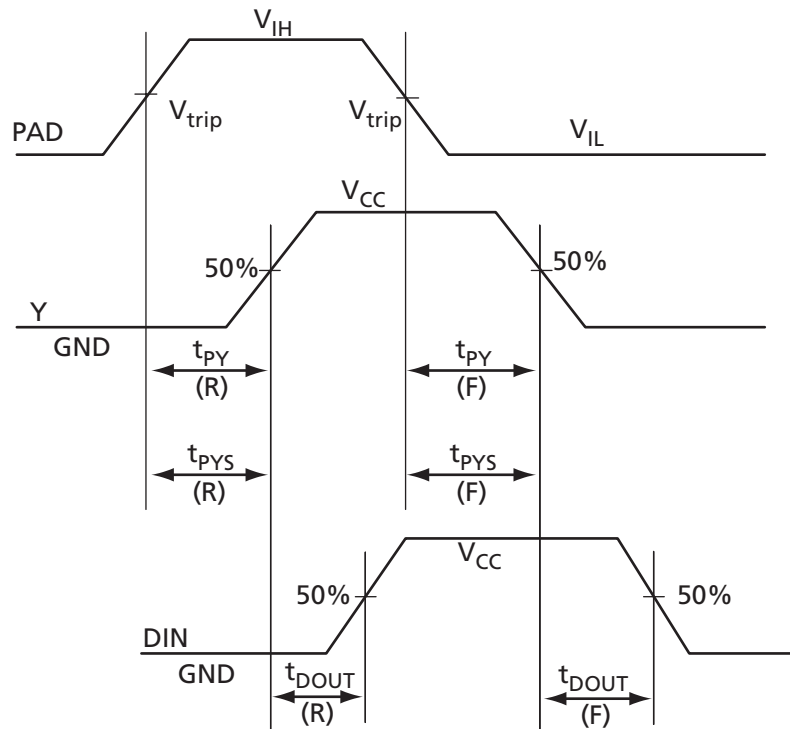 V_IH
V_trip
V_trip
PAD
V_IL
V_CC
50%
50%
Y
GND
t_PY
(R)
t_PY
(F)
t_PYS
(R)
t_PYS
(F)
V_CC
50%
50%
DIN
GND
t_DOUT
(R)
t_DOUT
(F)